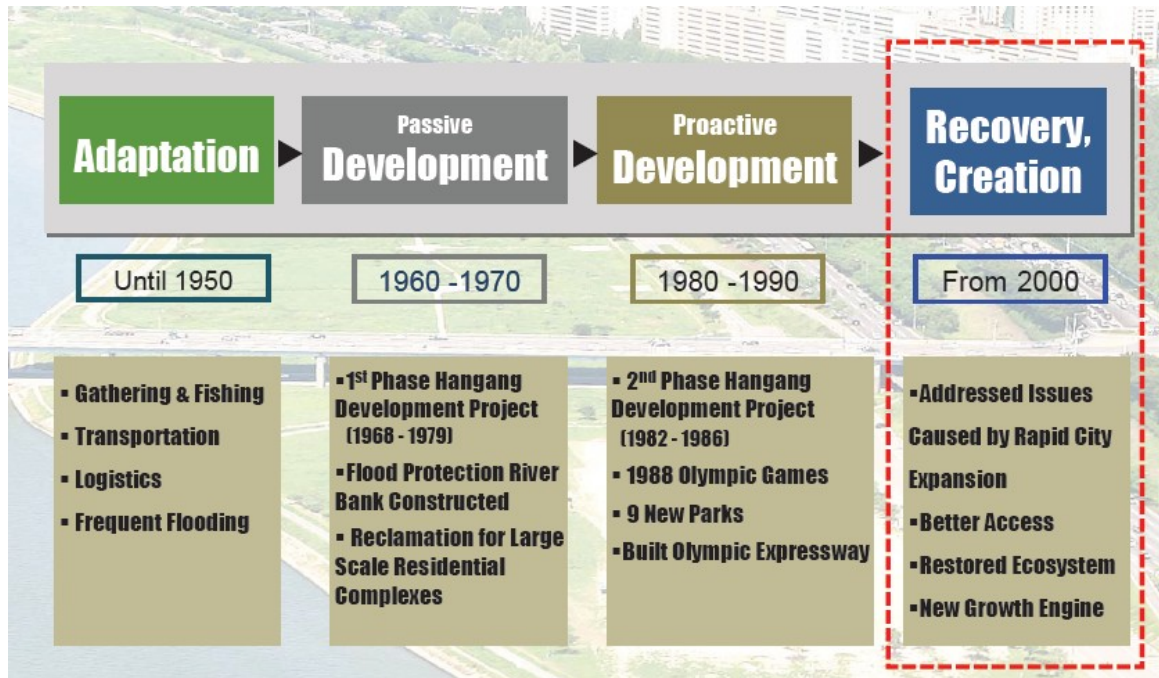 Adaptation
Passive
Development
Proactive
Development
Recovery,
Creation
Until 1950
1960 -1970
1980 -1990
From 2000
▪ Gathering & Fishing
▪ Transportation
▪ Logistics
▪ Frequent Flooding
▪1st Phase Hangang
Development Project
(1968 - 1979)
▪Flood Protection River
Bank Constructed
▪ Reclamation for Large
Scale Residential
Complexes
▪ 2nd Phase Hangang
Development Project
(1982 - 1986)
▪ 1988 Olympic Games
▪ 9 New Parks
▪Built Olympic Expressway
▪Addressed Issues
Caused by Rapid City
Expansion
▪Better Access
▪Restored Ecosystem
▪New Growth Engine